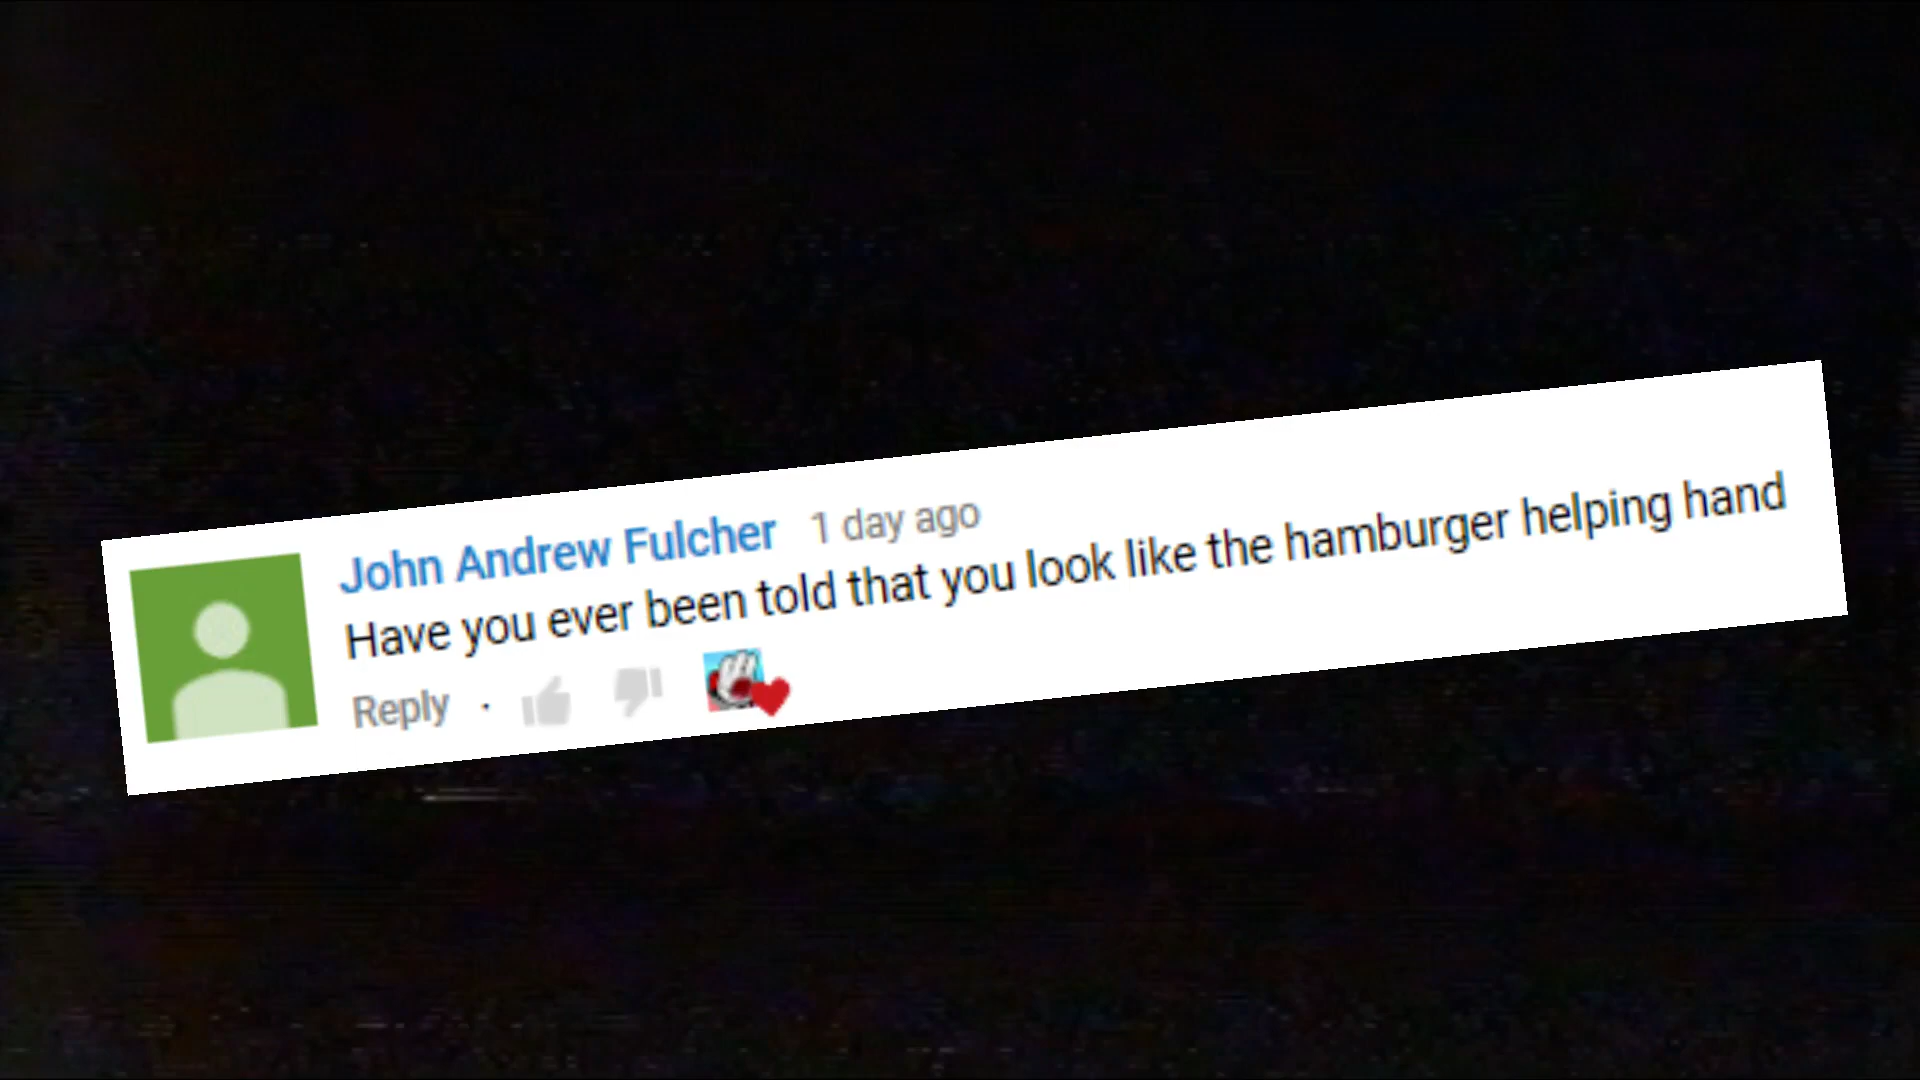 John Andrew Fulcher 1 day ago
Have you ever been told that you look like the hamburger helping hand
Reply ·